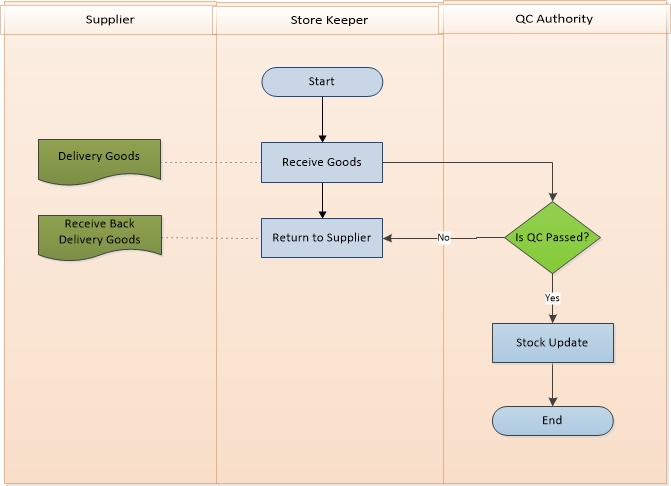 Supplier
Store Keeper
QC Authority
Start
Delivery Goods
Receive Goods
Receive Back
Delivery Goods
Return to Supplier
No
Is QC Passed?
Yes
Stock Update
End